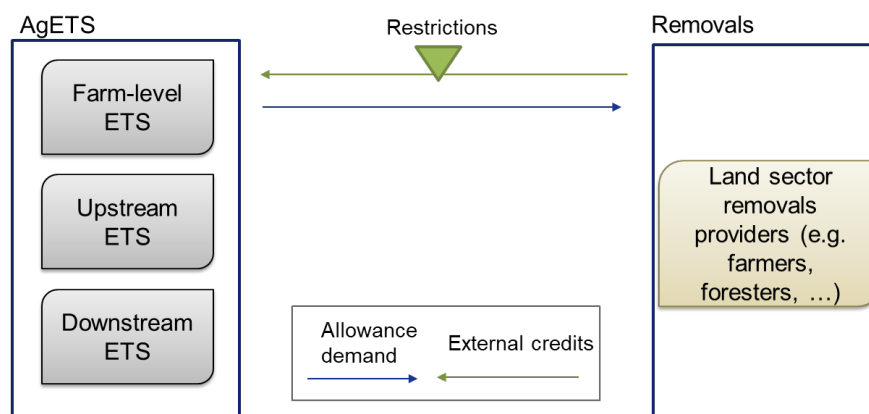 AgETS
Restrictions
Removals
Farm-level
ETS
Upstream
ETS
Downstream
ETS
Land sector
removals
providers (e.g.
farmers,
foresters, …)
Allowance
demand
External credits